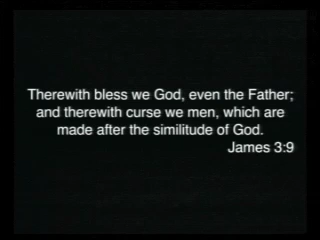 Therewith bless we God, even the Father;
and therewith curse we men, which are
made after the similitude of God.
James 3:9